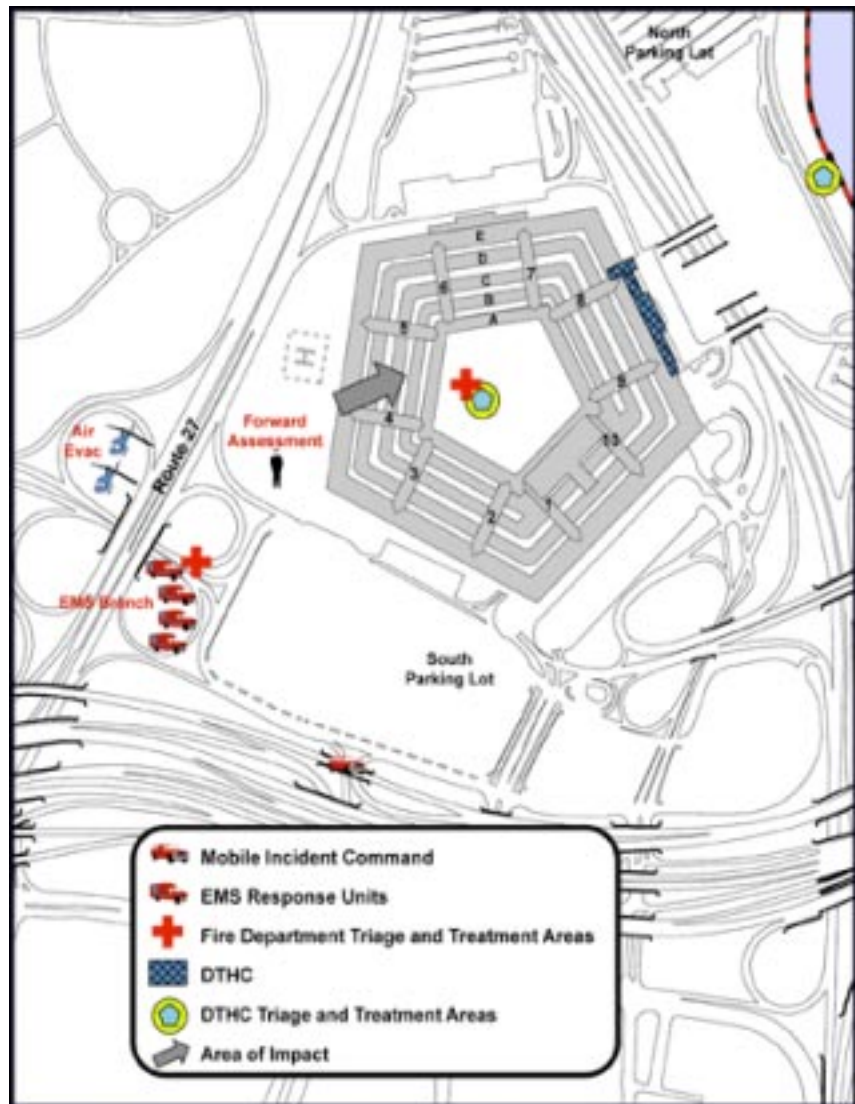 North
Parking Lot
E
D
C
B
A
6
7
8
5
H
9
4
Forward
Assessment
Air
Evac
Route 27
3
10
2
1
EMS Branch
South
Parking Lot
Mobile Incident Command
EMS Response Units
Fire Department Triage and Treatment Areas
DTHC
DTHC Triage and Treatment Areas
Area of Impact